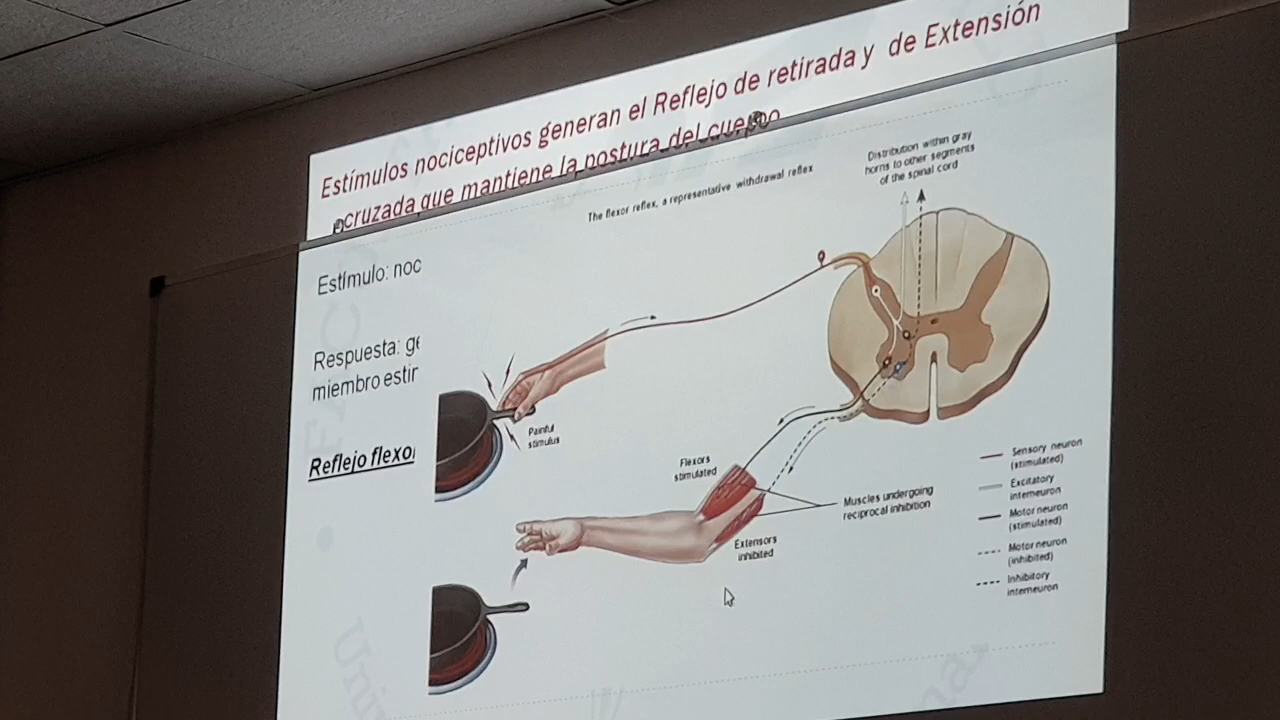 Estímulos nociceptivos generan el Reflejo de retirada y de Extensión
cruzada que mantiene la postura del cuerpo
The flexor reflex, a representative withdrawal reflex
Distribution within gray
horns to other segments
of the spinal cord
Estímulo: noc
Respuesta: ge
miembro estir
Reflejo flexo
Painful
stimulus
Flexors
stimulated
Muscles undergoing
reciprocal inhibition
Extensors
inhibited
Sensory neuron
(stimulated)
Excitatory
interneuron
Motor neuron
(stimulated)
Motor neuron
(inhibited)
Inhibitory
interneuron